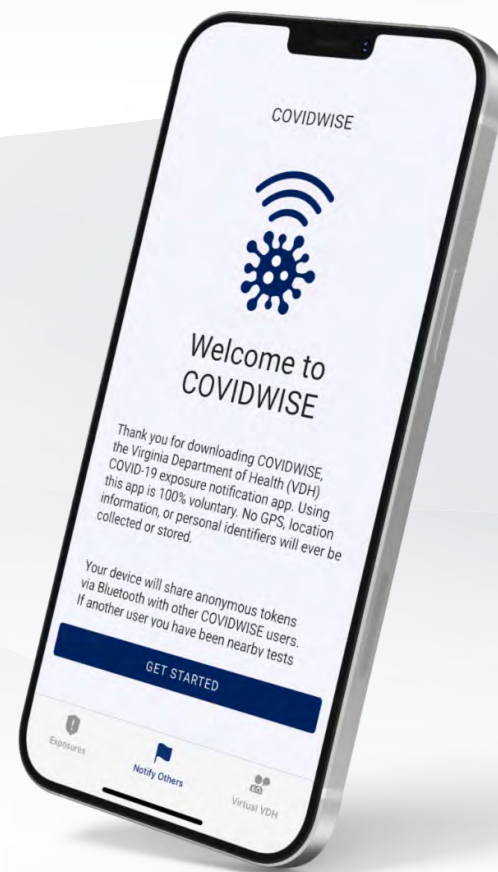 COVIDWISE
Welcome to
COVIDWISE
Thank you for downloading COVIDWISE,
the Virginia Department of Health (VDH)
COVID-19 exposure notification app. Using
this app is 100% voluntary. No GPS, location
information, or personal identifiers will ever be
collected or stored.
Your device will share anonymous tokens
via Bluetooth with other COVIDWISE users.
If another user you have been nearby tests
GET STARTED
Exposures
Notify Others
Virtual VDH